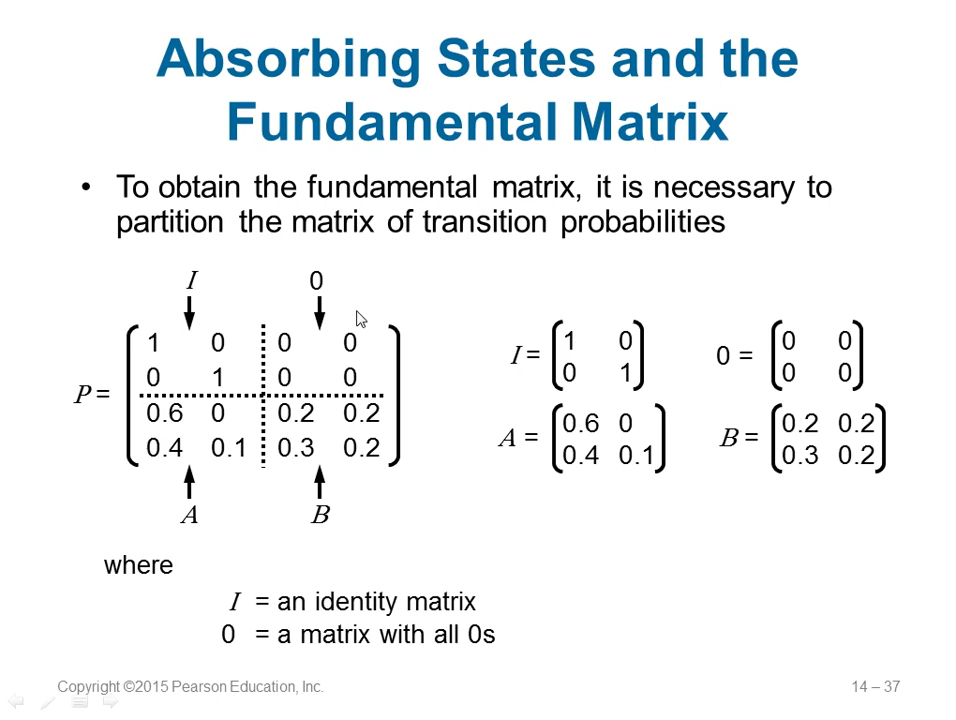 Absorbing States and the
Fundamental Matrix
• To obtain the fundamental matrix, it is necessary to
partition the matrix of transition probabilities
I 0
1 0 0 0
0 1 0 0
P =
0.6 0 0.2 0.2
0.4 0.1 0.3 0.2
A B
I = 1 0
0 1
0 = 0 0
0 0
A = 0.6 0
0.4 0.1
B = 0.2 0.2
0.3 0.2
where
I = an identity matrix
0 = a matrix with all 0s
Copyright ©2015 Pearson Education, Inc. 14 – 37